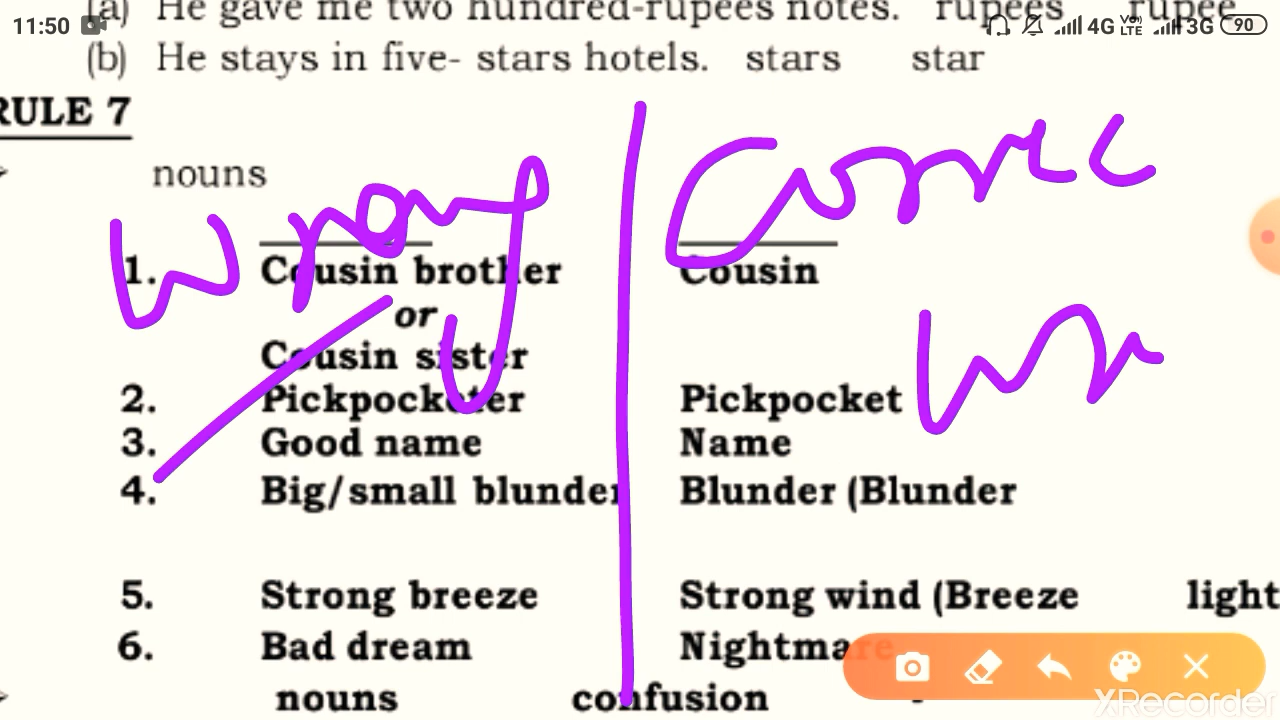 11:50 4G VoLTE 3G 90
(a) He gave me two hundred-rupees notes. rupees rupee
(b) He stays in five- stars hotels. stars star
RULE 7
nouns
Wrong Correc
1. Cousin brother Cousin
or
Cousin sister
2. Pickpocketer Pickpocket
3. Good name Name
4. Big/small blunder Blunder (Blunder
5. Strong breeze Strong wind (Breeze light
6. Bad dream Nightmare
nouns confusion
XRecorder